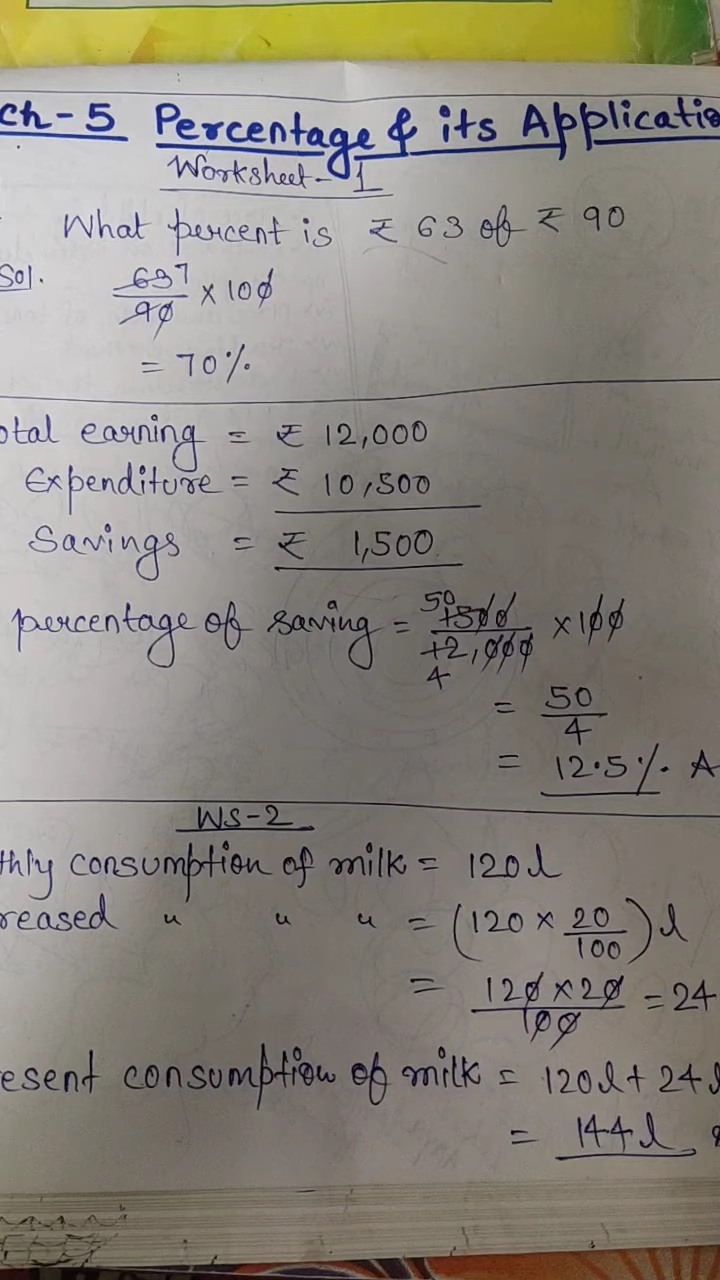 ch-5 Percentage & its Applicatio
Worksheet-1
What percent is ₹ 63 of ₹ 90
Sol. 63 7/90 × 100
= 70%
otal earning = ₹ 12,000
Expenditure = ₹ 10,500
Savings = ₹ 1,500
percentage of saving = 50 1500/12,000 4 × 100
= 50/4
= 12.5%. A
WS-2
thly consumption of milk = 120 l
reased " " " = (120 × 20/100) l
= 120 × 20/100 = 24
esent consumption of milk = 120 l + 24 l
= 144 l